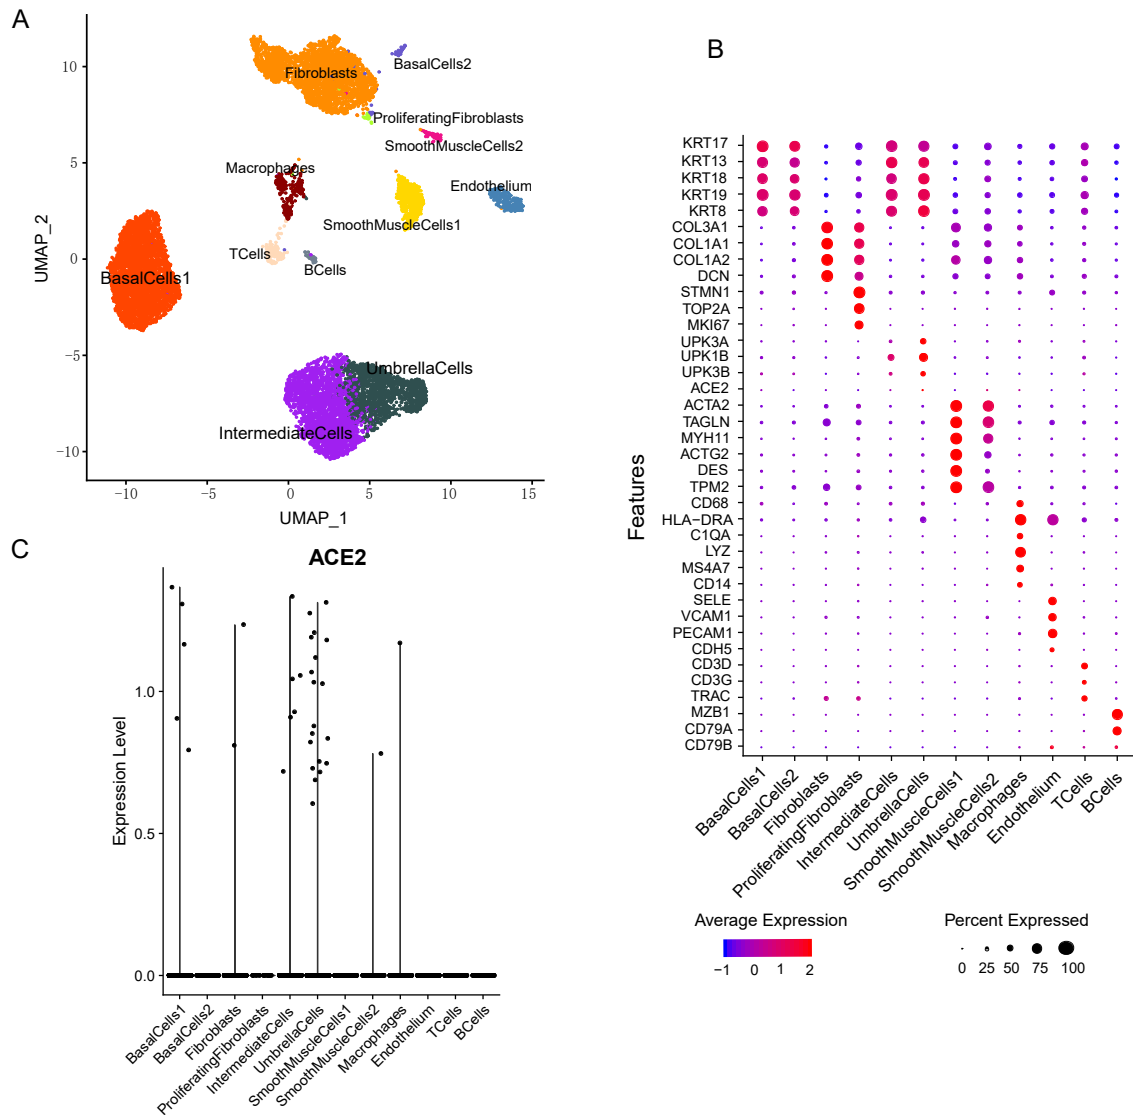 A
10
5
0
−5
−10
UMAP_2
Fibroblasts
BasalCells2
ProliferatingFibroblasts
SmoothMuscleCells2
Macrophages
Endothelium
SmoothMuscleCells1
TCells
BCells
BasalCells1
UmbrellaCells
IntermediateCells
−10
−5
0
5
10
15
UMAP_1
B
Features
KRT17
KRT13
KRT18
KRT19
KRT8
COL3A1
COL1A1
COL1A2
DCN
STMN1
TOP2A
MKI67
UPK3A
UPK1B
UPK3B
ACE2
ACTA2
TAGLN
MYH11
ACTG2
DES
TPM2
CD68
HLA−DRA
C1QA
LYZ
MS4A7
CD14
SELE
VCAM1
PECAM1
CDH5
CD3D
CD3G
TRAC
MZB1
CD79A
CD79B
BasalCells1
BasalCells2
Fibroblasts
ProliferatingFibroblasts
IntermediateCells
UmbrellaCells
SmoothMuscleCells1
SmoothMuscleCells2
Macrophages
Endothelium
TCells
BCells
Average Expression
−1 0 1 2
Percent Expressed
0 25 50 75 100
C
ACE2
Expression Level
1.0
0.5
0.0
BasalCells1
BasalCells2
Fibroblasts
ProliferatingFibroblasts
IntermediateCells
UmbrellaCells
SmoothMuscleCells1
SmoothMuscleCells2
Macrophages
Endothelium
TCells
BCells